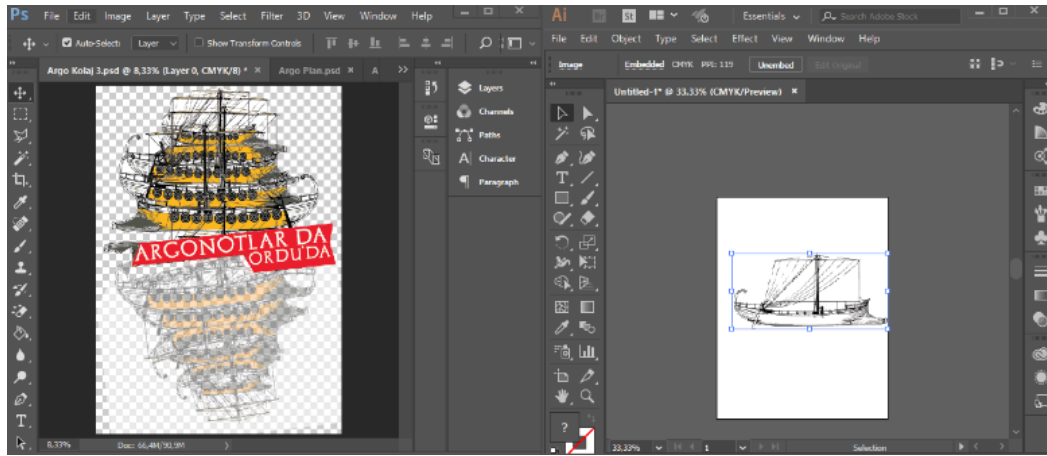 Ps File Edit Image Layer Type Select Filter 3D View Window Help
Auto-Select: Layer Show Transform Controls
Argo Kolaj 3.psd @ 8,33% (Layer 0, CMYK/8) * × Argo Plan.psd × A >>
Layers
Channels
Paths
Character
Paragraph
ARGONOTLAR DA
ORDU'DA
8,33% Doc: 66,4M/90,9M
Ai Br St Essentials Search Adobe Stock
File Edit Object Type Select Effect View Window Help
Image Embedded CMYK PPI: 119 Unembed Edit Original
Untitled-1* @ 33.33% (CMYK/Preview) ×
?
33,33% 1 Selection